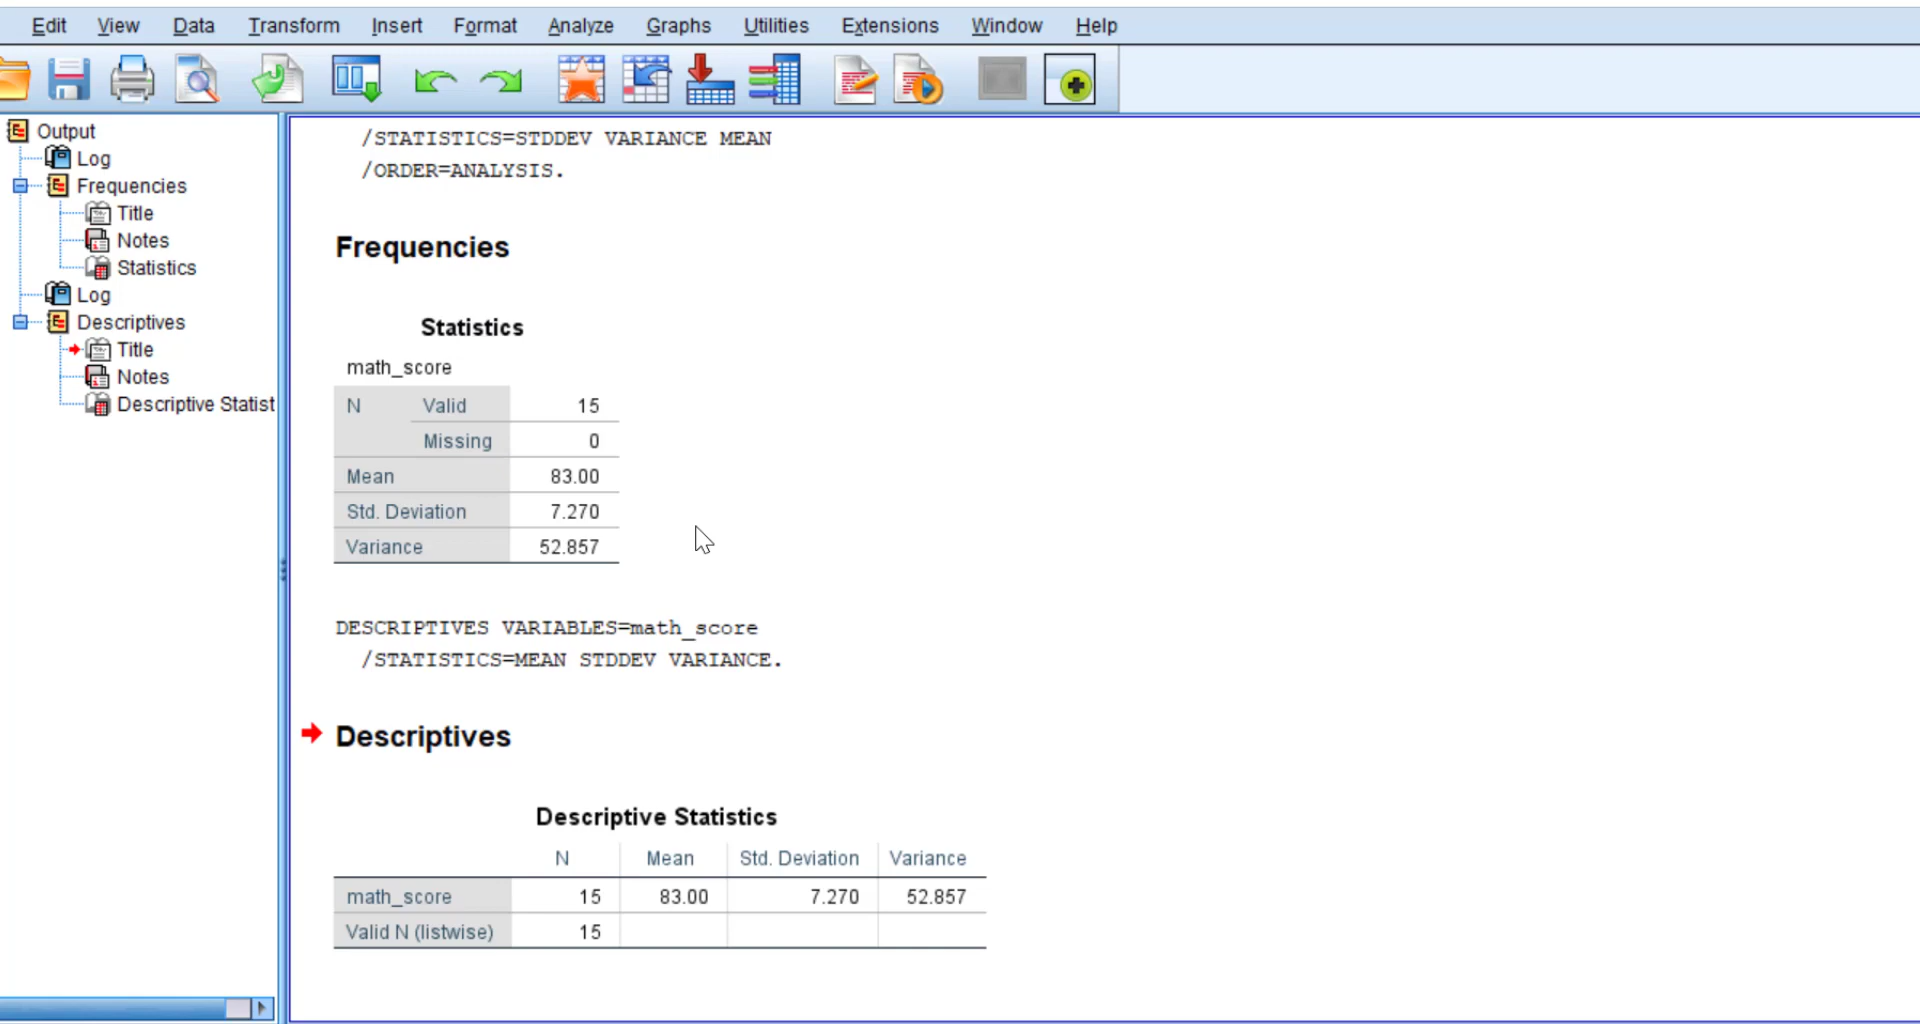 Edit View Data Transform Insert Format Analyze Graphs Utilities Extensions Window Help
Output
Log
Frequencies
Title
Notes
Statistics
Log
Descriptives
Title
Notes
Descriptive Statist
/STATISTICS=STDDEV VARIANCE MEAN
/ORDER=ANALYSIS.
Frequencies
Statistics
math_score
N Valid 15
Missing 0
Mean 83.00
Std. Deviation 7.270
Variance 52.857
DESCRIPTIVES VARIABLES=math_score
/STATISTICS=MEAN STDDEV VARIANCE.
Descriptives
Descriptive Statistics
N Mean Std. Deviation Variance
math_score 15 83.00 7.270 52.857
Valid N (listwise) 15